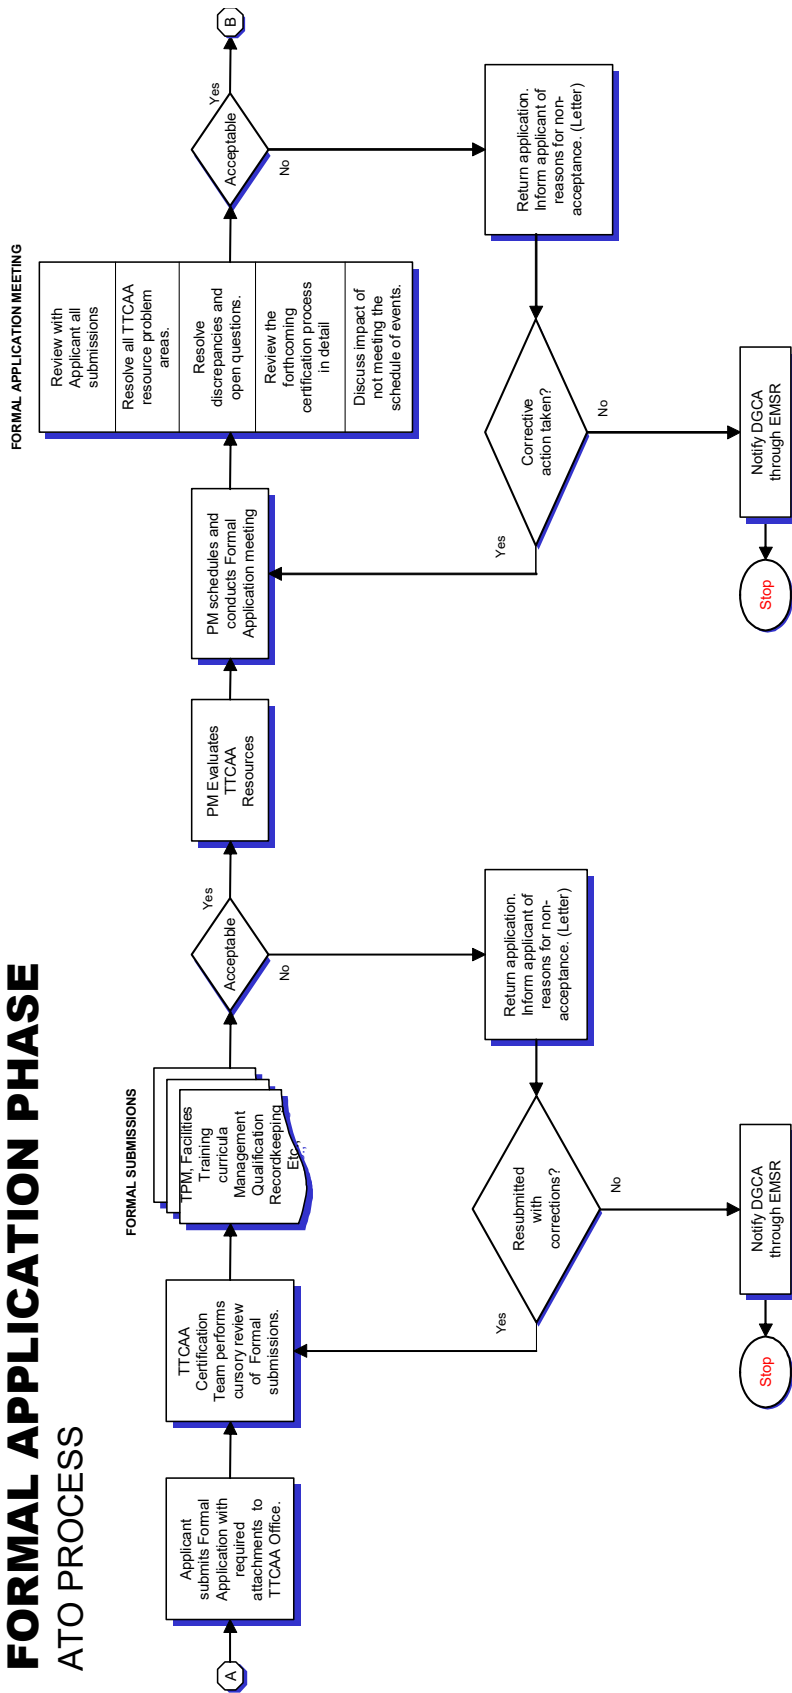 FORMAL APPLICATION PHASE
ATO PROCESS
A
Applicant
submits Formal
Application with
required
attachments to
TTCAA Office.
TTCAA
Certification
Team performs
cursory review
of Formal
submissions.
FORMAL SUBMISSIONS
TPM, Facilities
Training
curricula
Management
Qualification
Recordkeeping
Etc.,
Acceptable
Yes
No
Return application.
Inform applicant of
reasons for non-
acceptance. (Letter)
Resubmitted
with
corrections?
Yes
No
Notify DGCA
through EMSR
Stop
PM Evaluates
TTCAA
Resources
PM schedules and
conducts Formal
Application meeting
FORMAL APPLICATION MEETING
Review with
Applicant all
submissions
Resolve all TTCAA
resource problem
areas.
Resolve
discrepancies and
open questions.
Review the
forthcoming
certification process
in detail
Discuss impact of
not meeting the
schedule of events.
Acceptable
Yes
No
B
Return application.
Inform applicant of
reasons for non-
acceptance. (Letter)
Corrective
action taken?
Yes
No
Notify DGCA
through EMSR
Stop